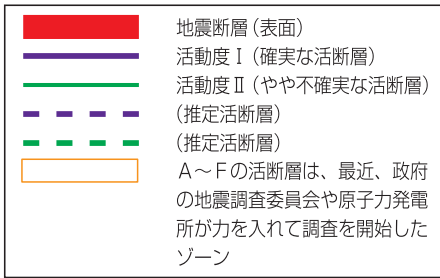 地震断層(表面)
活動度Ⅰ(確実な活断層)
活動度Ⅱ(やや不確実な活断層)
(推定活断層)
(推定活断層)
A～Fの活断層は、最近、政府
の地震調査委員会や原子力発電
所が力を入れて調査を開始した
ゾーン